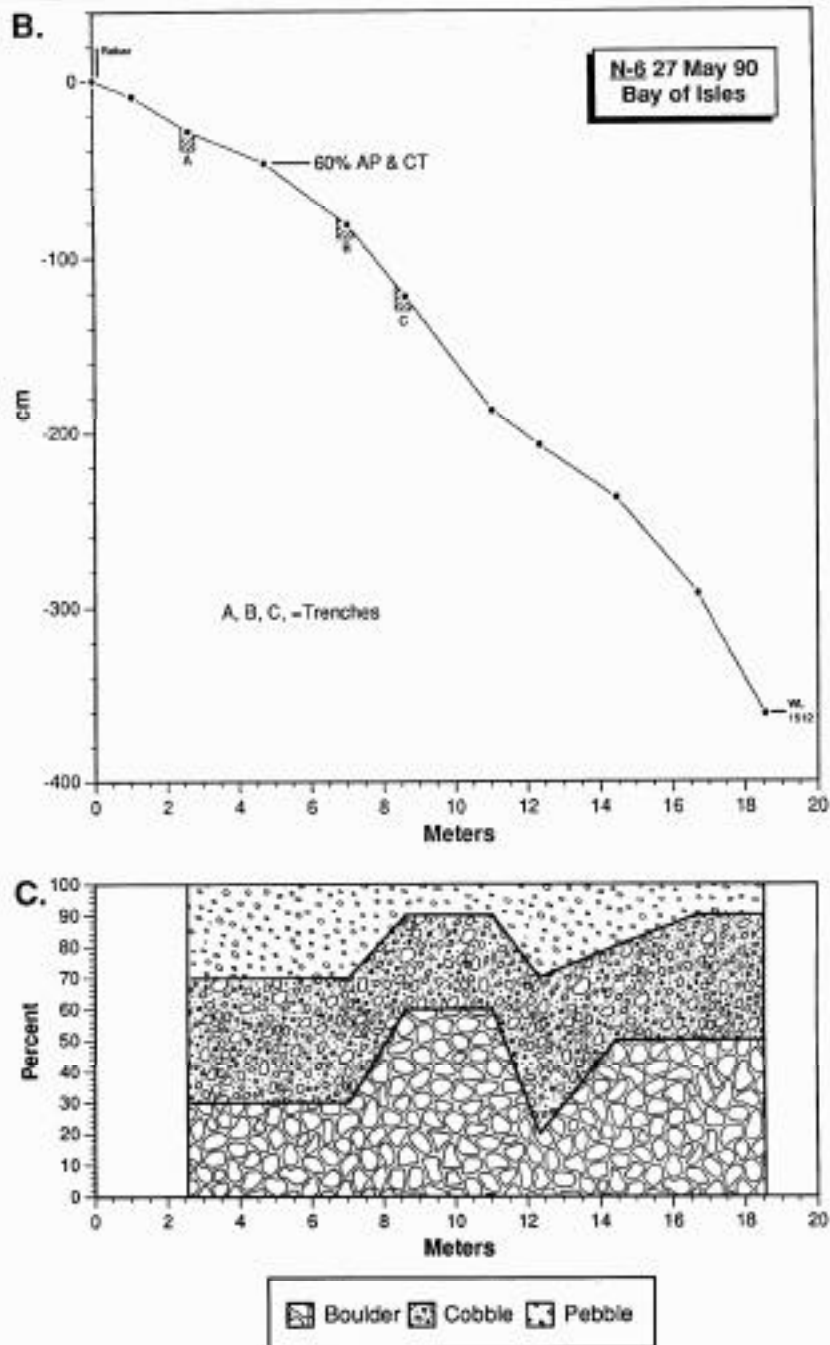 B.
Rebar
N-6 27 May 90
Bay of Isles
0
A
60% AP & CT
B
-100
C
cm
-200
-300
A, B, C, =Trenches
WL
1512
-400
0 2 4 6 8 10 12 14 16 18 20
Meters
C.
100
90
80
70
60
50
40
30
20
10
0
Percent
0 2 4 6 8 10 12 14 16 18 20
Meters
Boulder Cobble Pebble